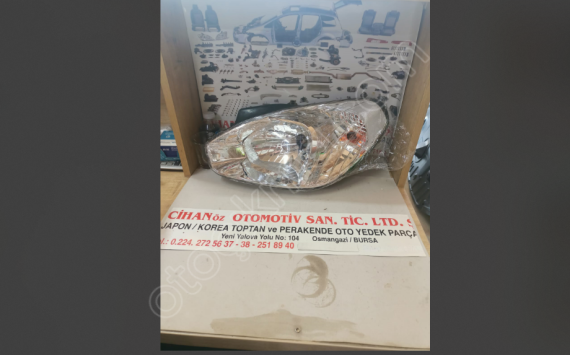 CİHANÖZ OTOMOTİV SAN. TİC. LTD. Ş
JAPON / KOREA TOPTAN ve PERAKENDE OTO YEDEK PARÇA
Yeni Yalova Yolu No: 104 Osmangazi / BURSA
.: 0.224. 272 56 37 - 38 - 251 89 40